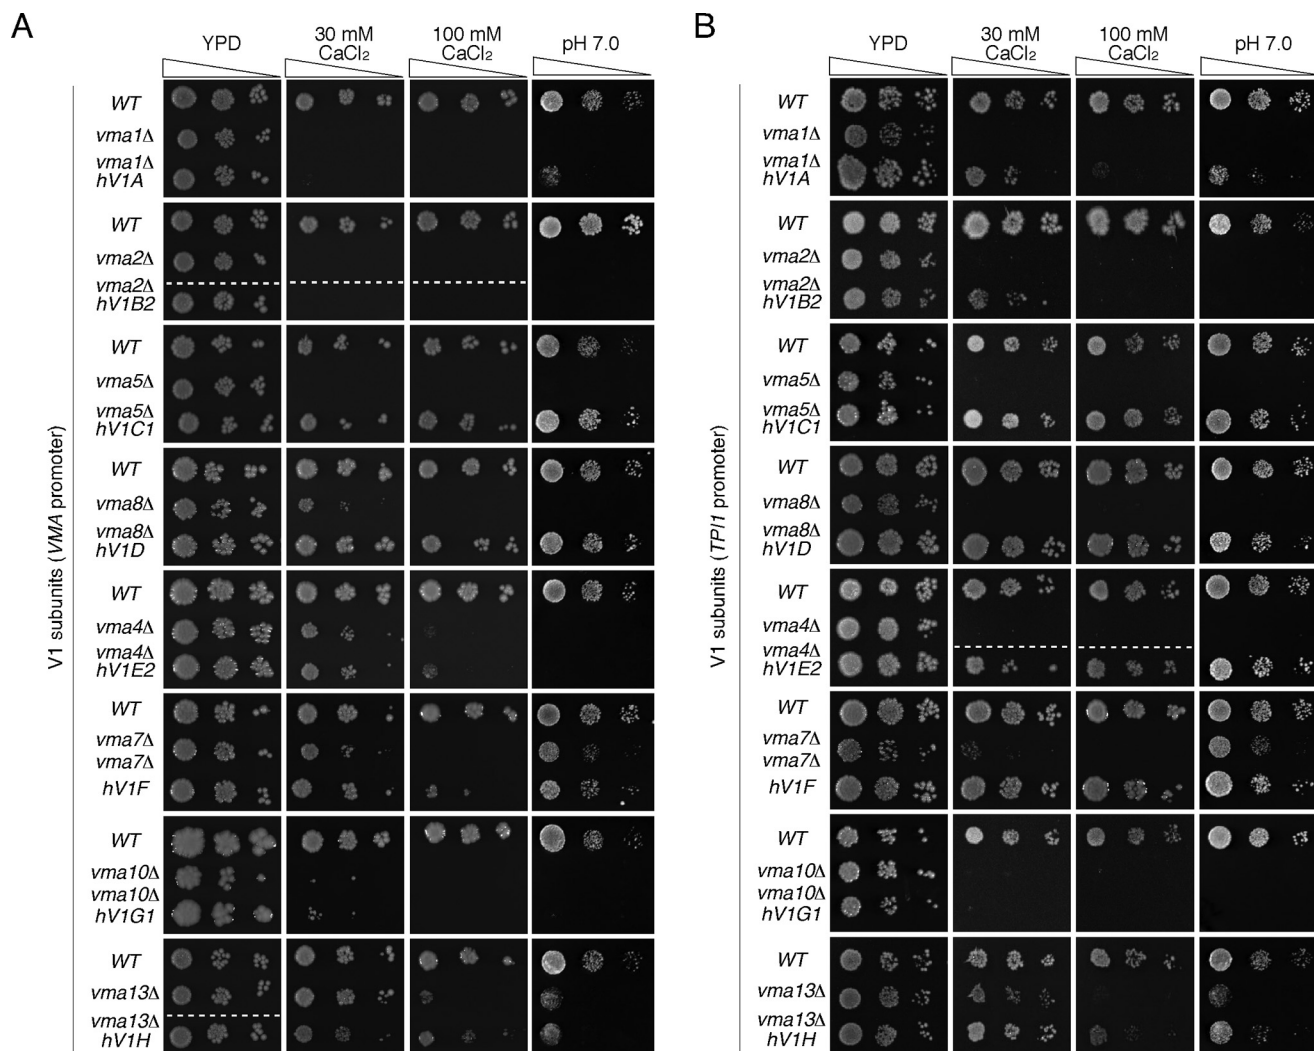 A
YPD
30 mM
CaCl₂
100 mM
CaCl₂
pH 7.0
V1 subunits (VMA promoter)
WT
vma1Δ
vma1Δ
hV1A
WT
vma2Δ
vma2Δ
hV1B2
WT
vma5Δ
vma5Δ
hV1C1
WT
vma8Δ
vma8Δ
hV1D
WT
vma4Δ
vma4Δ
hV1E2
WT
vma7Δ
vma7Δ
hV1F
WT
vma10Δ
vma10Δ
hV1G1
WT
vma13Δ
vma13Δ
hV1H
B
YPD
30 mM
CaCl₂
100 mM
CaCl₂
pH 7.0
V1 subunits (TPI1 promoter)
WT
vma1Δ
vma1Δ
hV1A
WT
vma2Δ
vma2Δ
hV1B2
WT
vma5Δ
vma5Δ
hV1C1
WT
vma8Δ
vma8Δ
hV1D
WT
vma4Δ
vma4Δ
hV1E2
WT
vma7Δ
vma7Δ
hV1F
WT
vma10Δ
vma10Δ
hV1G1
WT
vma13Δ
vma13Δ
hV1H